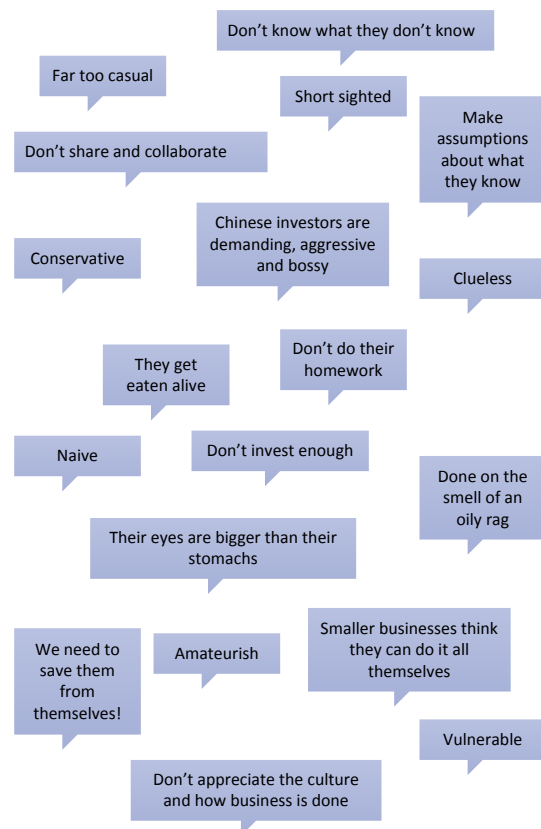 Don't know what they don't know
Far too casual
Short sighted
Make
assumptions
about what
they know
Don't share and collaborate
Chinese investors are
demanding, aggressive
and bossy
Conservative
Clueless
Don't do their
homework
They get
eaten alive
Naive
Don't invest enough
Done on the
smell of an
oily rag
Their eyes are bigger than their
stomachs
Smaller businesses think
they can do it all
themselves
We need to
save them
from
themselves!
Amateurish
Vulnerable
Don't appreciate the culture
and how business is done